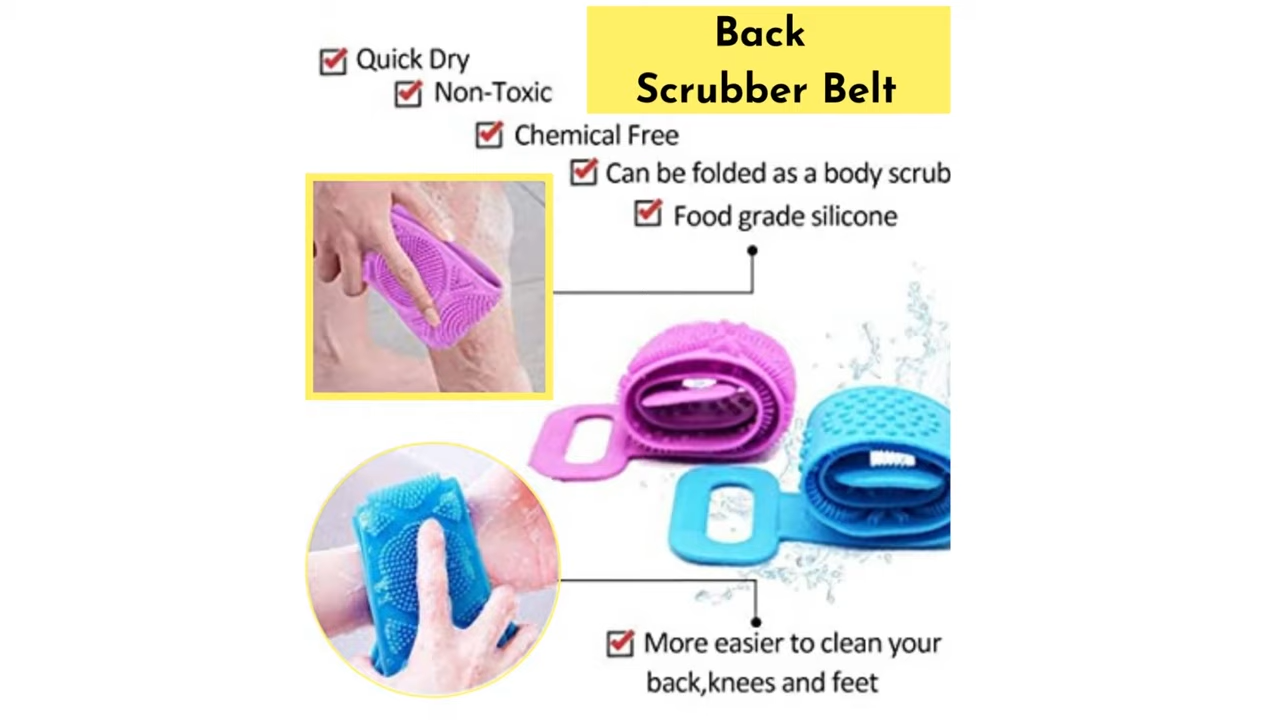 Back
Scrubber Belt
Quick Dry
Non-Toxic
Chemical Free
Can be folded as a body scrub
Food grade silicone
More easier to clean your
back,knees and feet